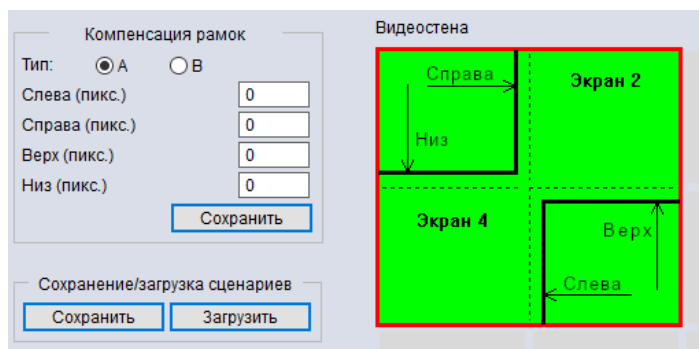 Компенсация рамок
Тип: A B
Слева (пикс.) 0
Справа (пикс.) 0
Верх (пикс.) 0
Низ (пикс.) 0
Сохранить
Сохранение/загрузка сценариев
Сохранить Загрузить
Видеостена
Справа
Экран 2
Низ
Экран 4
Верх
Слева